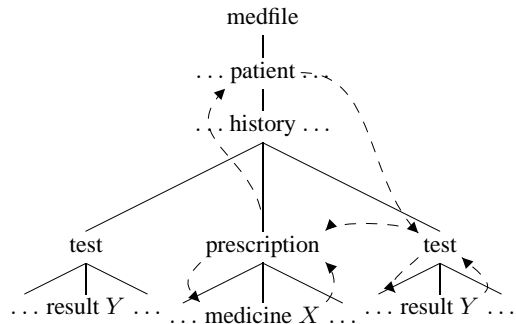 medfile
... patient ...
... history ...
test prescription test
... result Y ... ... medicine X ... ... result Y ...